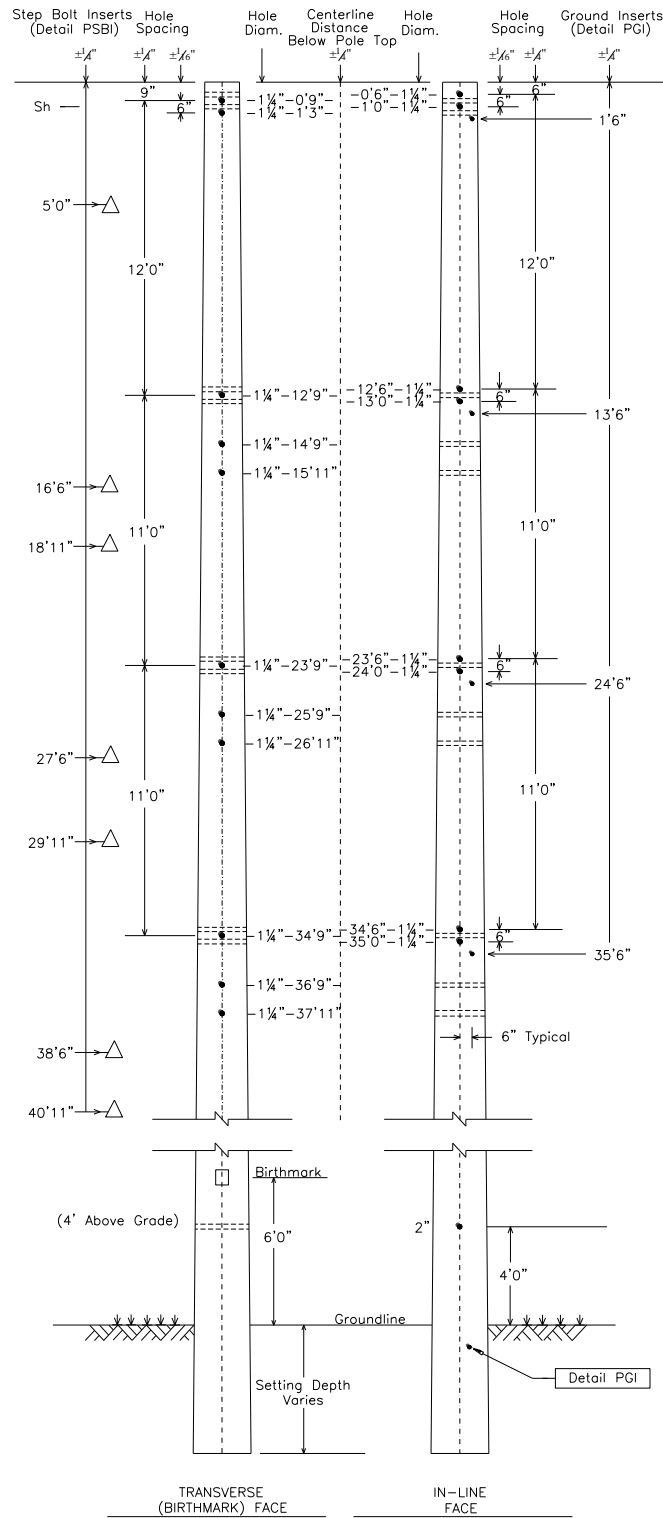 Step Bolt Inserts
(Detail PSBI)
±¼"
Hole
Spacing
±¼"
±1⁄16"
Hole
Diam.
Centerline
Distance
Below Pole Top
±¼"
Hole
Diam.
Hole
Spacing
±1⁄16"
±¼"
Ground Inserts
(Detail PGI)
±¼"
9"
Sh
6"
1¼"-0'9"
1¼"-1'3"
0'6"-1¼"
1'0"-1¼"
6"
6"
1'6"
5'0"
12'0"
12'0"
1¼"-12'9"
12'6"-1¼"
13'0"-1¼"
6"
13'6"
1¼"-14'9"
1¼"-15'11"
16'6"
11'0"
11'0"
18'11"
1¼"-23'9"
23'6"-1¼"
24'0"-1¼"
6"
24'6"
1¼"-25'9"
1¼"-26'11"
27'6"
11'0"
11'0"
29'11"
1¼"-34'9"
34'6"-1¼"
35'0"-1¼"
6"
35'6"
1¼"-36'9"
1¼"-37'11"
6" Typical
38'6"
40'11"
Birthmark
(4' Above Grade)
6'0"
2"
4'0"
Groundline
Setting Depth
Varies
Detail PGI
TRANSVERSE
(BIRTHMARK) FACE
IN-LINE
FACE